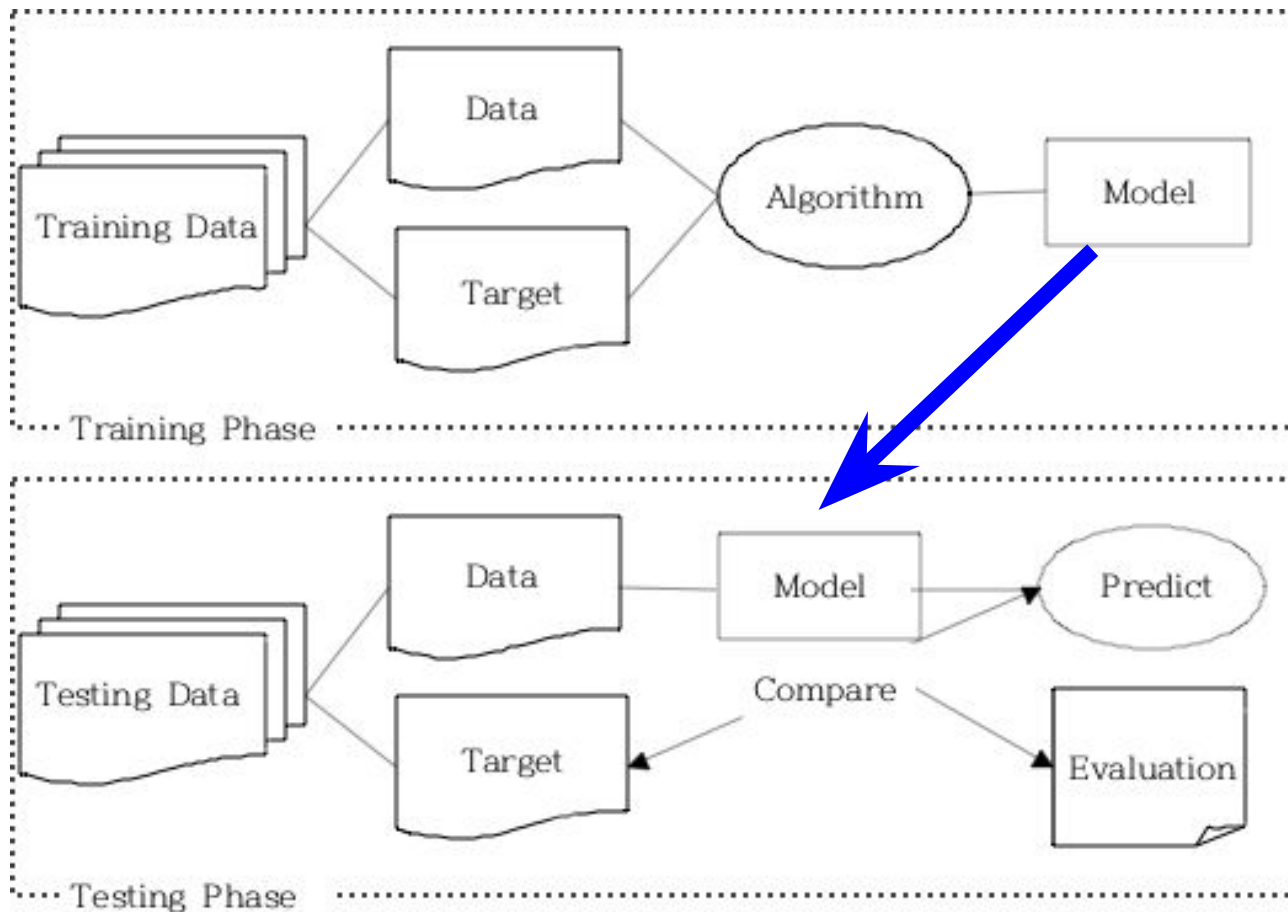 Data
Training Data
Algorithm
Model
Target
Training Phase
Data
Model
Predict
Testing Data
Compare
Target
Evaluation
Testing Phase